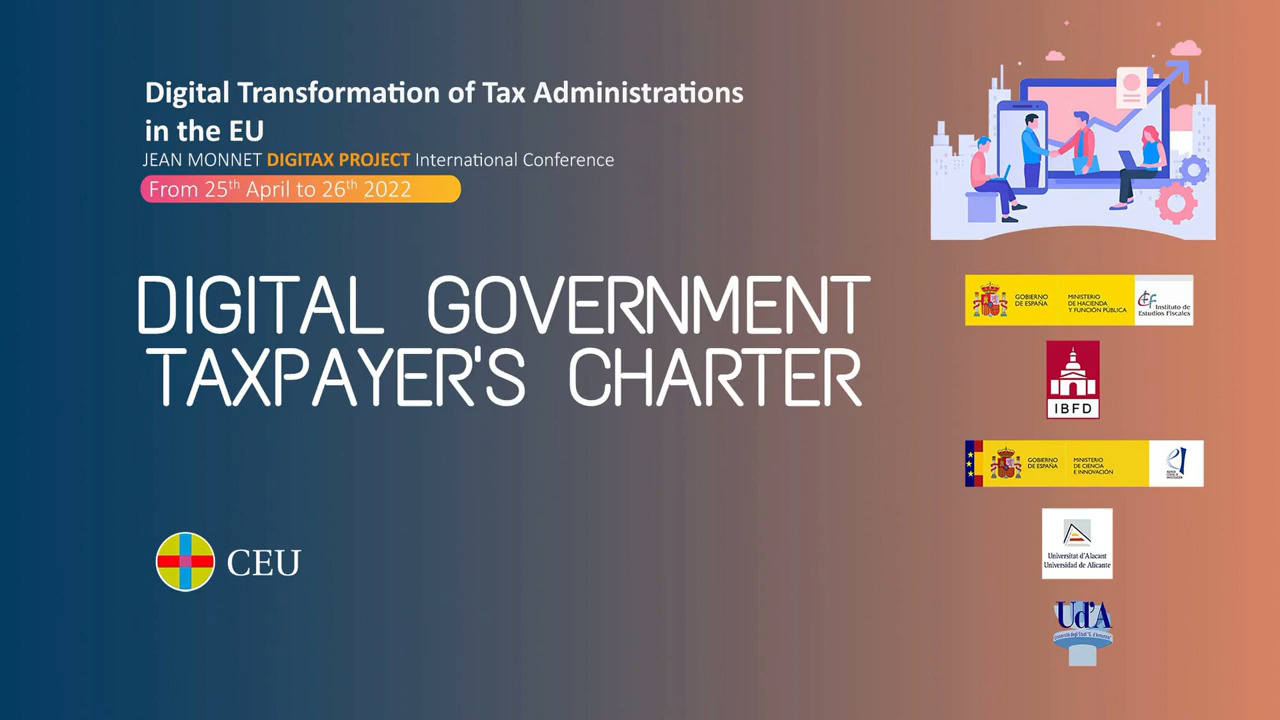 Digital Transformation of Tax Administrations
in the EU
JEAN MONNET DIGITAX PROJECT International Conference
From 25th April to 26th 2022
DIGITAL GOVERNMENT
TAXPAYER'S CHARTER
CEU
GOBIERNO
DE ESPAÑA
MINISTERIO
DE HACIENDA
Y FUNCIÓN PÚBLICA
Instituto de
Estudios Fiscales
IBFD
GOBIERNO
DE ESPAÑA
MINISTERIO
DE CIENCIA
E INNOVACIÓN
Universitat d'Alacant
Universidad de Alicante
Ud'A